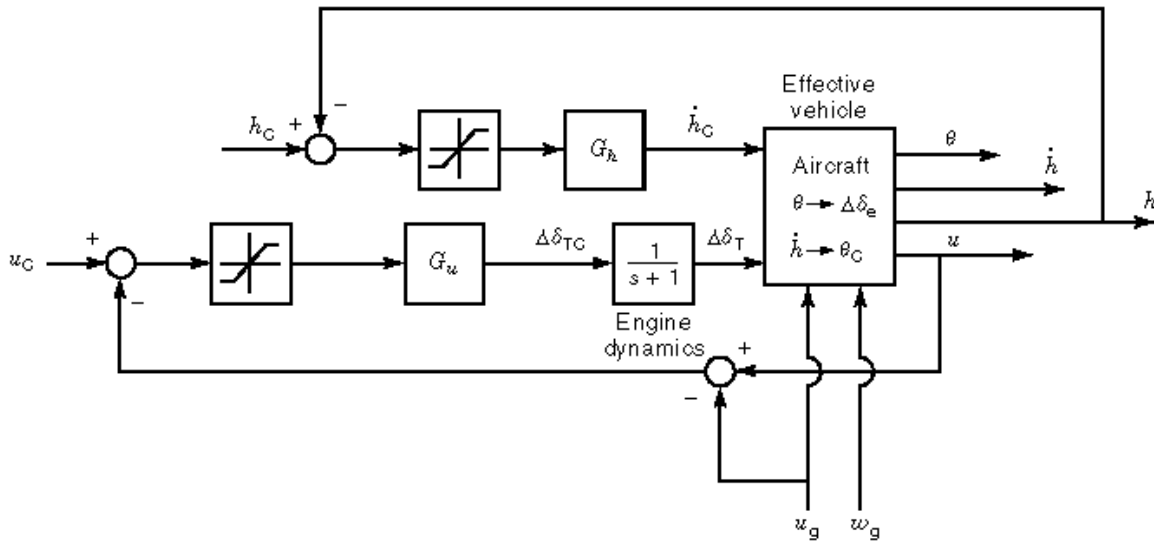 Effective
vehicle
h_C + −
G_h
ḣ_C
Aircraft
θ → Δδ_e
ḣ → θ_C
θ
ḣ
h
u
u_C + −
G_u
Δδ_TC
1
s + 1
Δδ_T
Engine
dynamics
+
−
u_g w_g